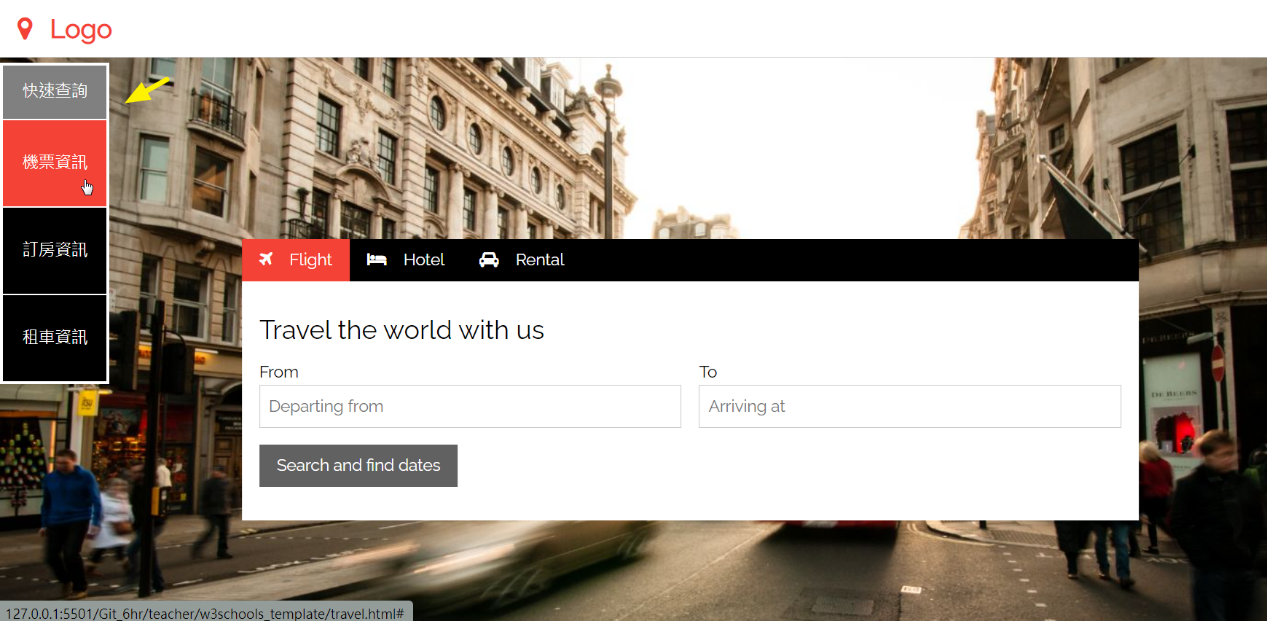 Logo
快速查詢
機票資訊
訂房資訊
租車資訊
Flight Hotel Rental
Travel the world with us
From To
Departing from Arriving at
Search and find dates
DE BEERS
127.0.0.1:5501/Git_6hr/teacher/w3schools_template/travel.html#